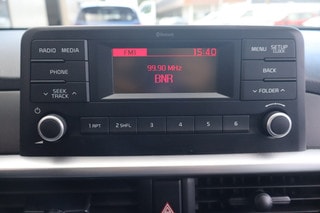 Bluetooth
RADIO MEDIA
FM1 15:40
MENU SETUP
PHONE
99.90 MHz
BNR
BACK
SEEK
TRACK
FOLDER
1 RPT 2 SHFL 3 4 5 6